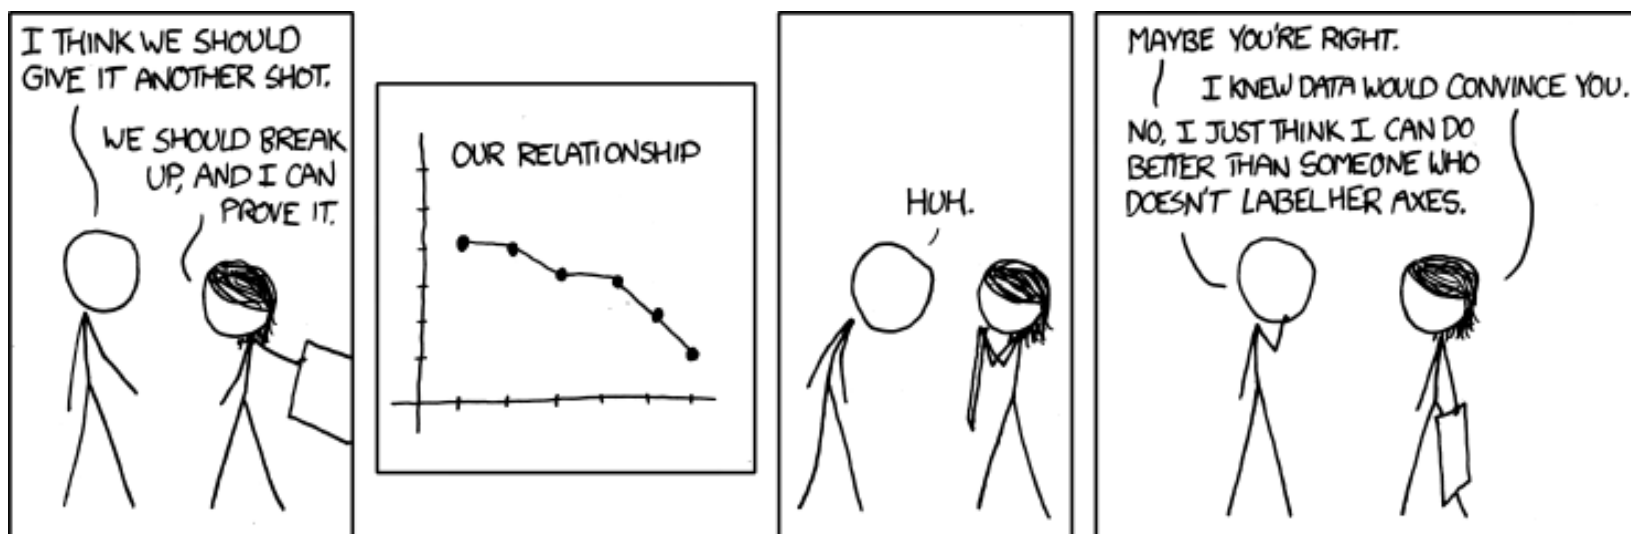 I THINK WE SHOULD
GIVE IT ANOTHER SHOT.
WE SHOULD BREAK
UP, AND I CAN
PROVE IT.
OUR RELATIONSHIP
HUH.
MAYBE YOU'RE RIGHT.
I KNEW DATA WOULD CONVINCE YOU.
NO, I JUST THINK I CAN DO
BETTER THAN SOMEONE WHO
DOESN'T LABEL HER AXES.